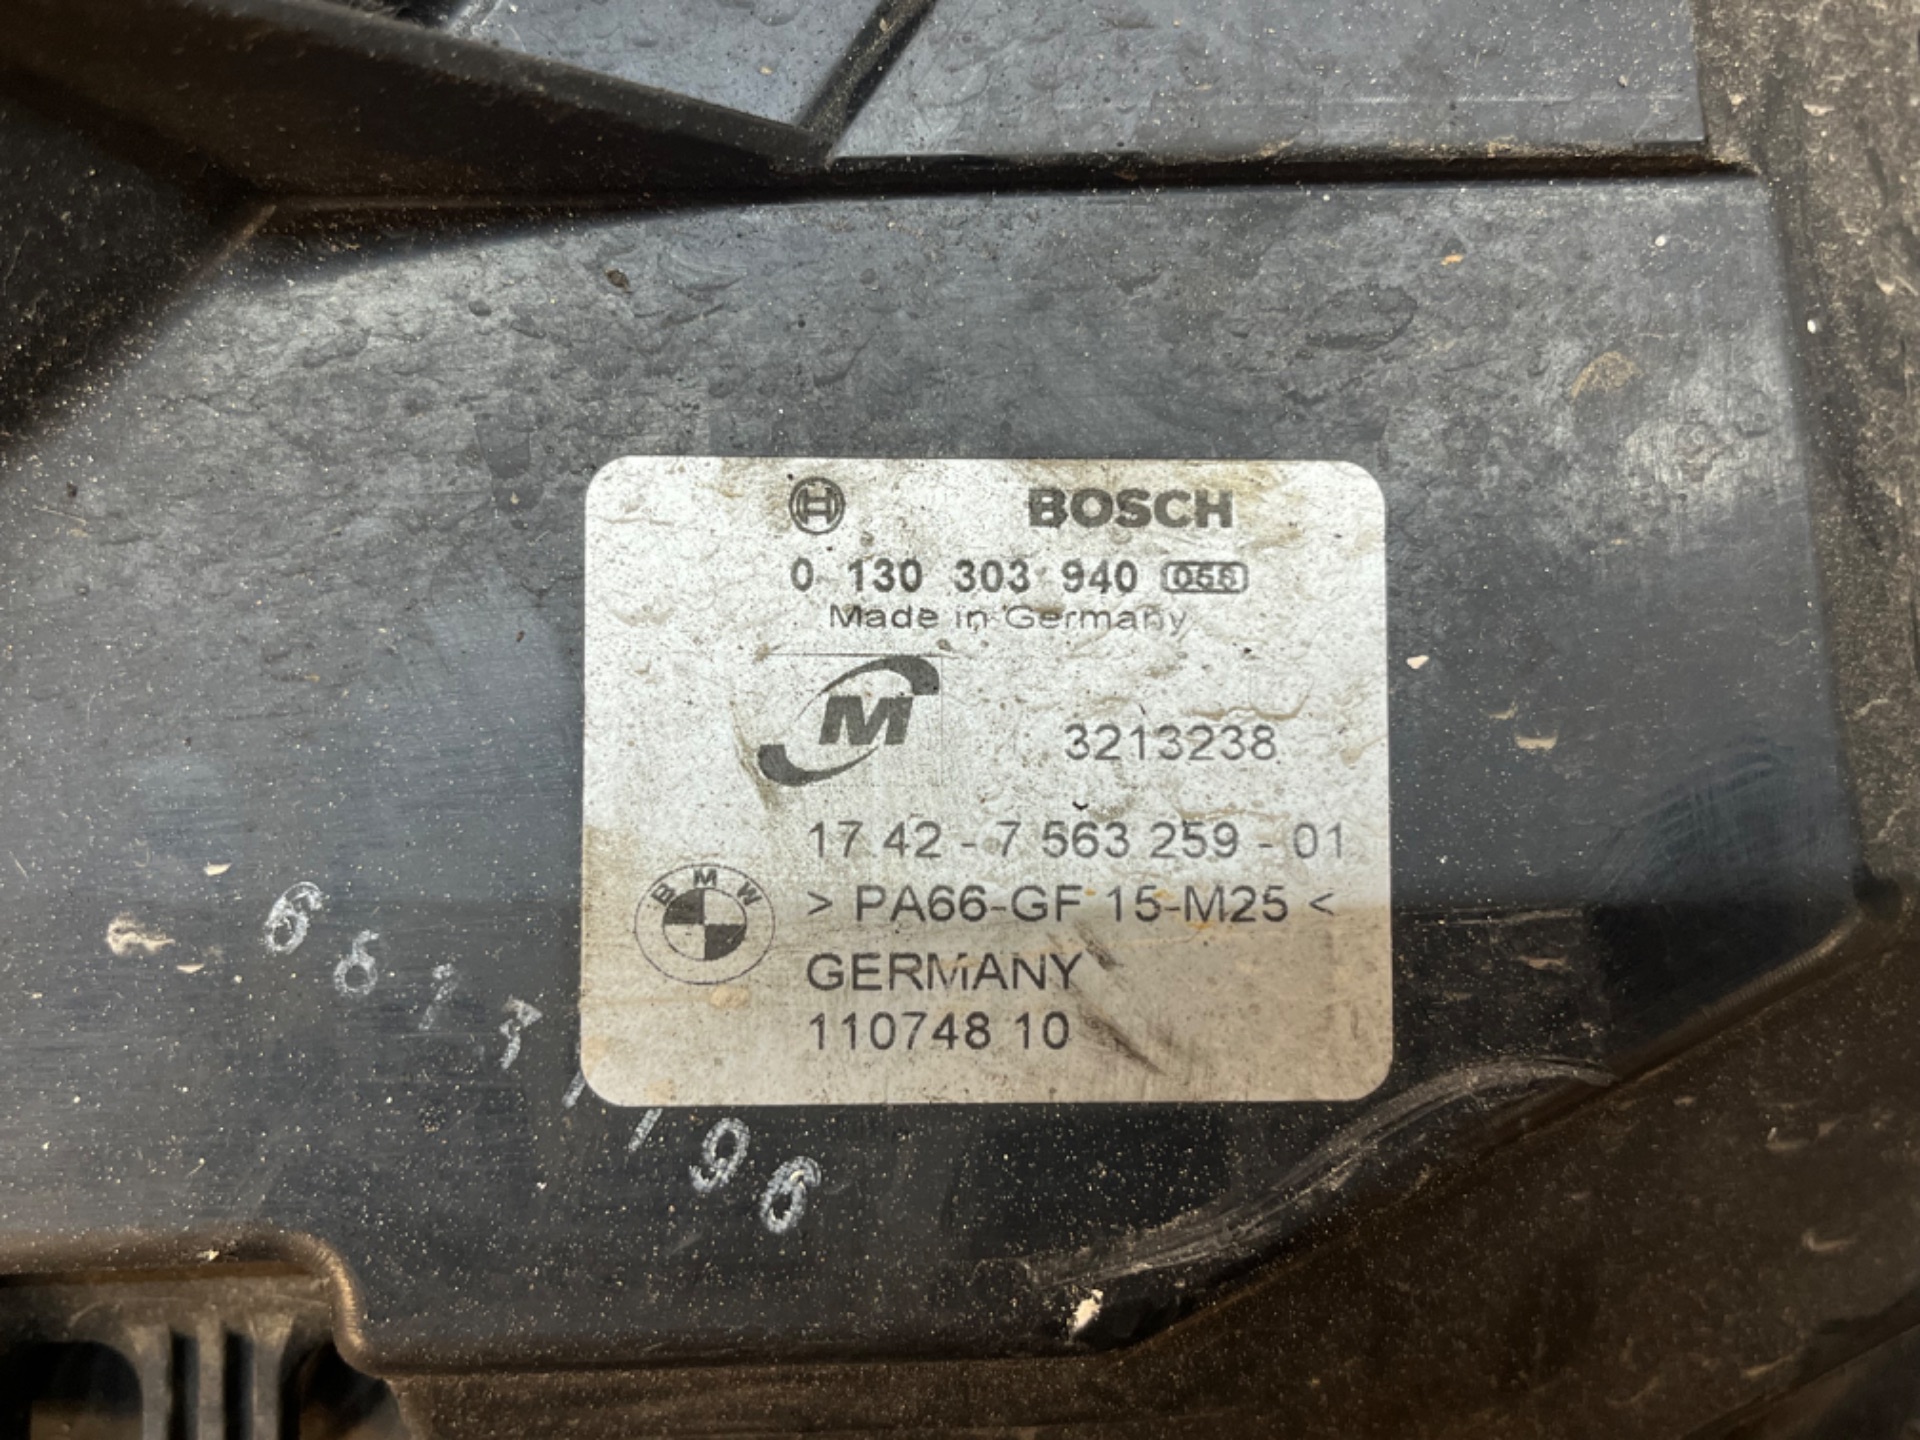 BOSCH
0 130 303 940
Made in Germany
M
3213238
17.42 - 7 563 259 - 01
BMW
> PA66-GF 15-M25 <
GERMANY
110748 10
66171196